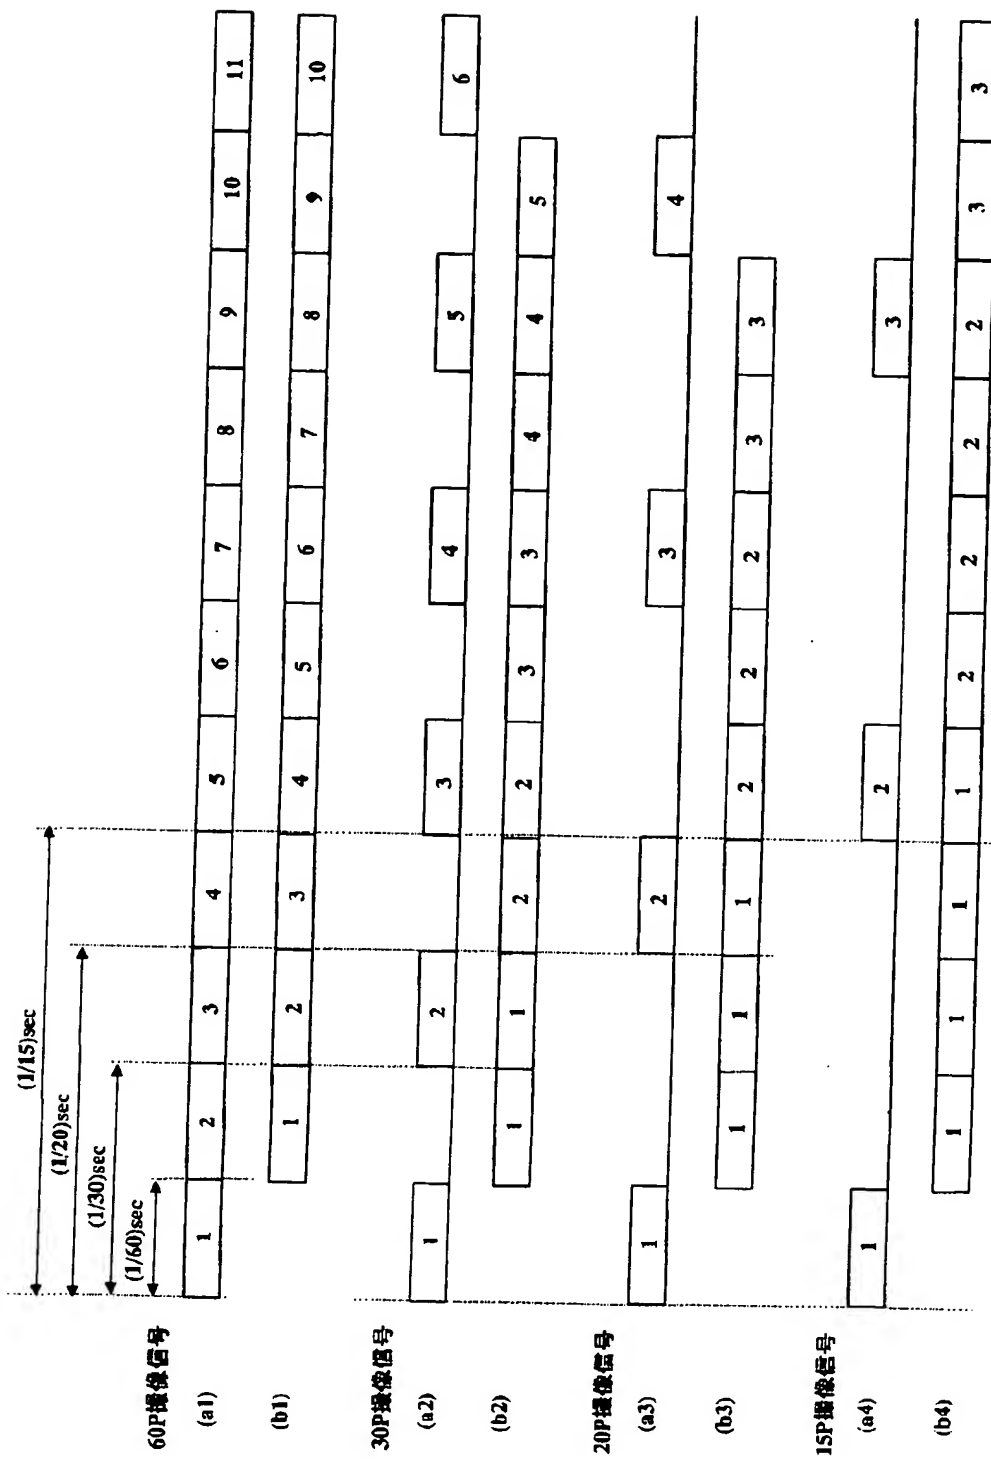 (1/15)sec
(1/20)sec
(1/30)sec
(1/60)sec
60P撮像信号
(a1) 1 2 3 4 5 6 7 8 9 10 11
(b1) 1 2 3 4 5 6 7 8 9 10
30P撮像信号
(a2) 1 2 3 4 5 6
(b2) 1 1 2 2 3 3 4 4 5
20P撮像信号
(a3) 1 2 3 4
(b3) 1 1 1 2 2 2 3 3
15P撮像信号
(a4) 1 2 3
(b4) 1 1 1 1 2 2 2 2 3 3